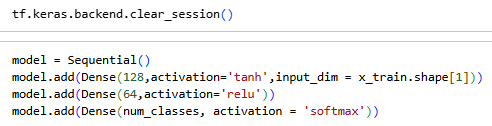 tf.keras.backend.clear_session()
model = Sequential()
model.add(Dense(128,activation='tanh',input_dim = x_train.shape[1]))
model.add(Dense(64,activation='relu'))
model.add(Dense(num_classes, activation = 'softmax'))